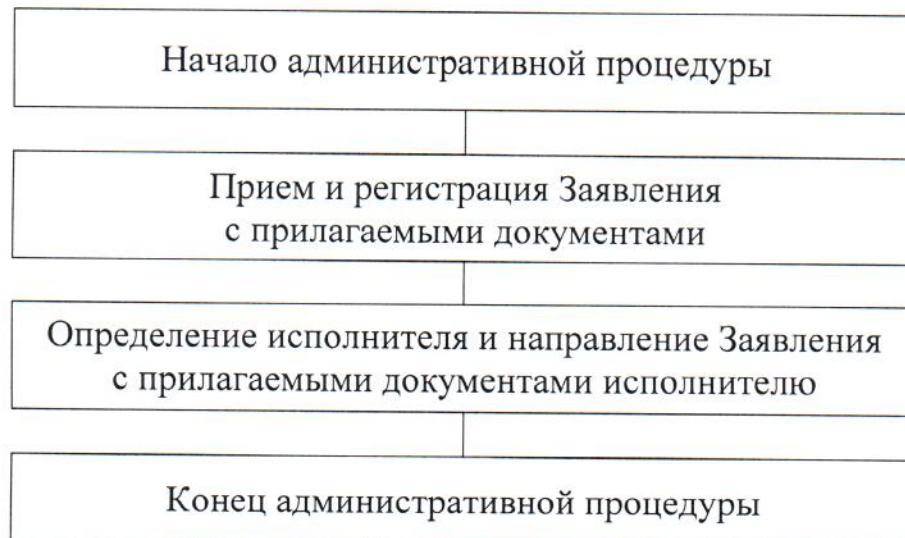 Начало административной процедуры
Прием и регистрация Заявления
с прилагаемыми документами
Определение исполнителя и направление Заявления
с прилагаемыми документами исполнителю
Конец административной процедуры